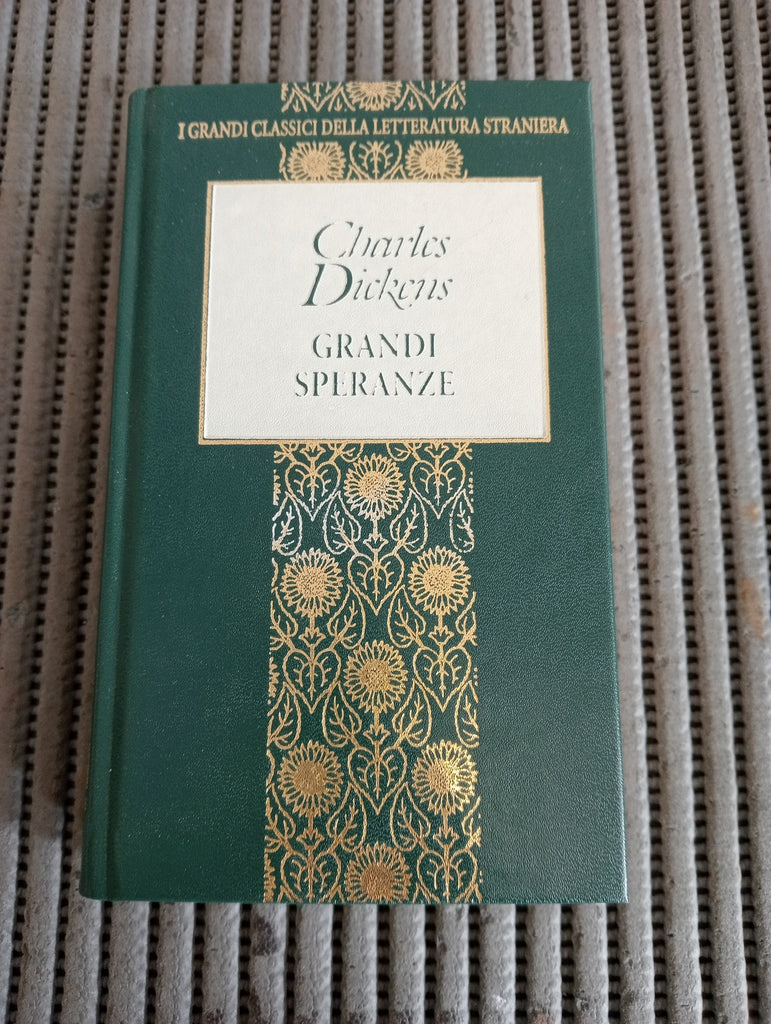 I GRANDI CLASSICI DELLA LETTERATURA STRANIERA
Charles
Dickens
GRANDI
SPERANZE